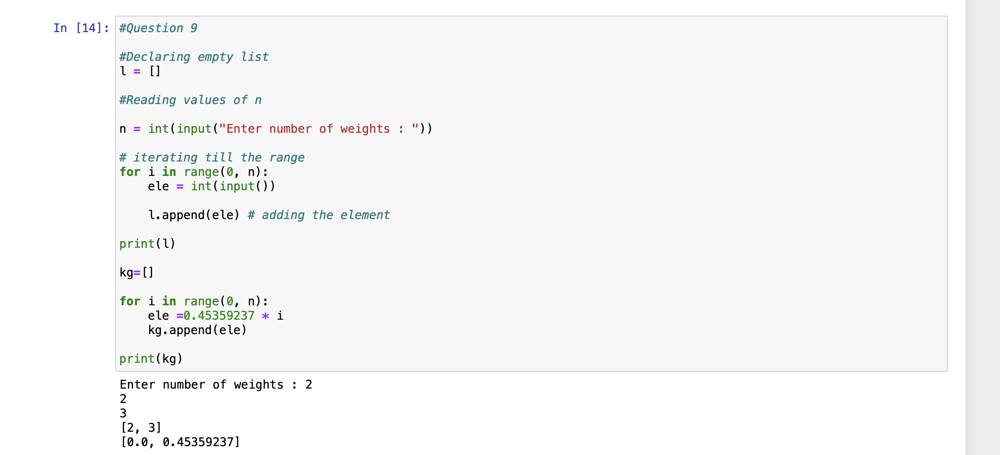 In [14]: #Question 9
#Declaring empty list
l = []
#Reading values of n
n = int(input("Enter number of weights : "))
# iterating till the range
for i in range(0, n):
    ele = int(input())
    l.append(ele) # adding the element
print(l)
kg=[]
for i in range(0, n):
    ele =0.45359237 * i
    kg.append(ele)
print(kg)
Enter number of weights : 2
2
3
[2, 3]
[0.0, 0.45359237]